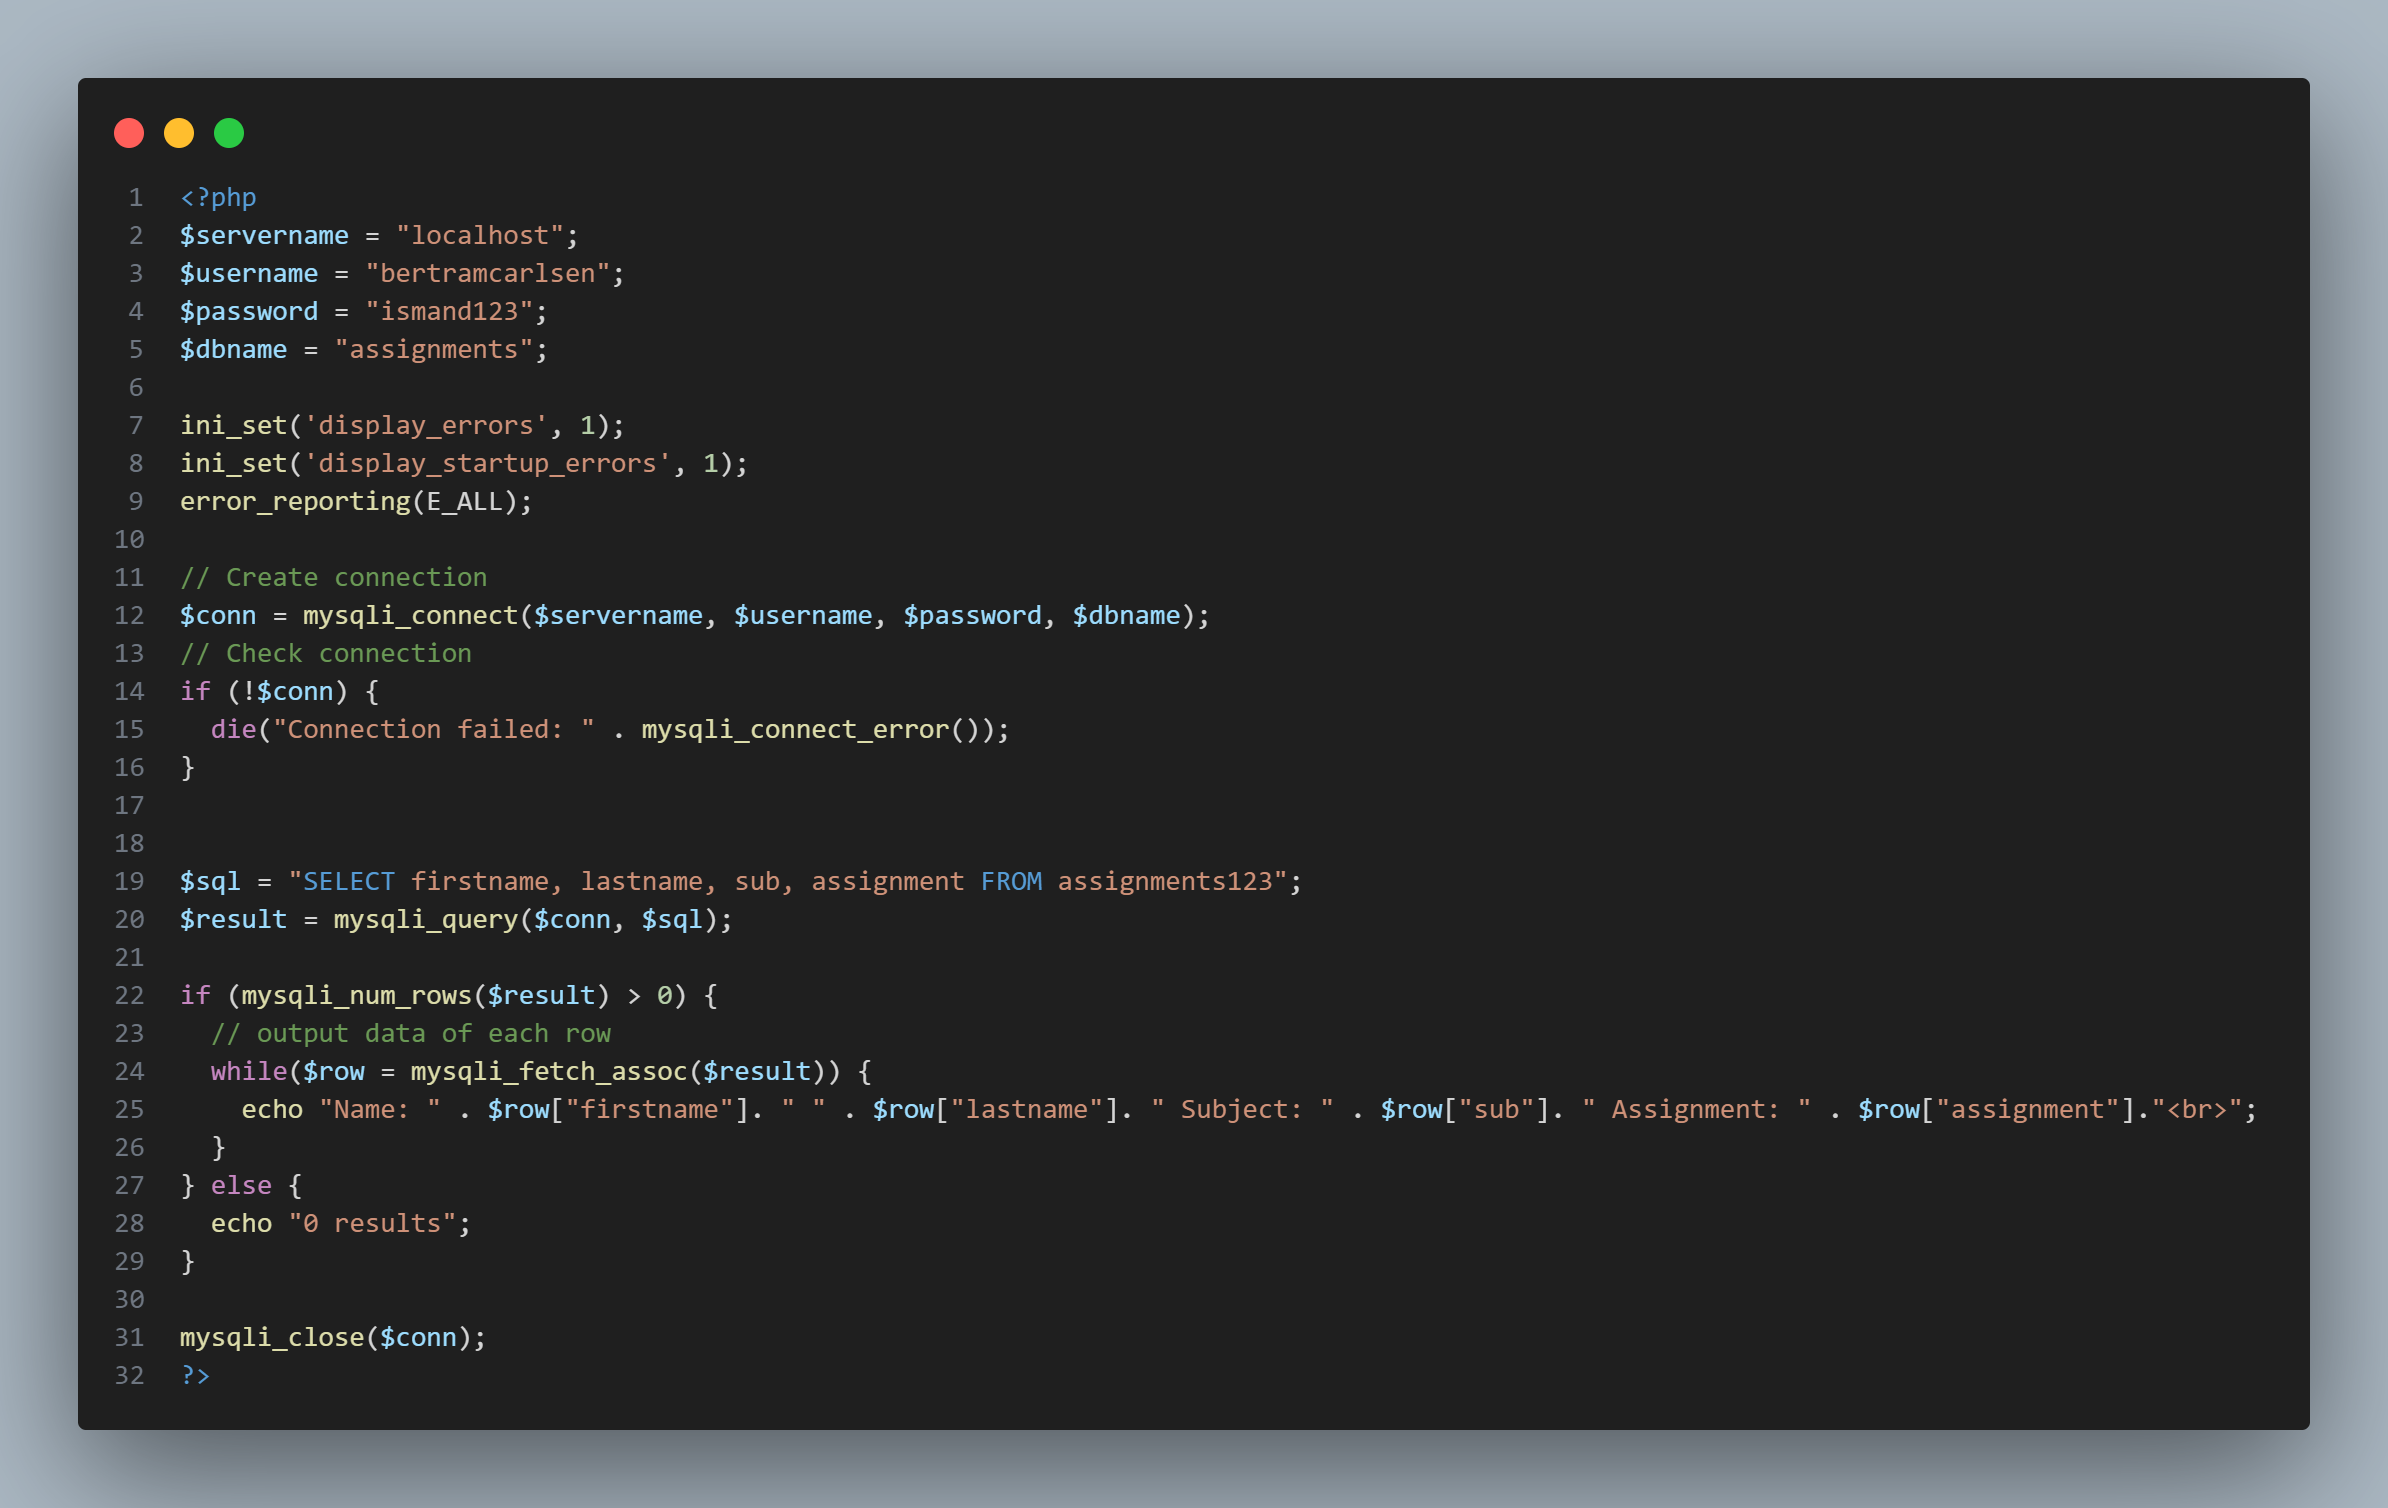 1 <?php
2 $servername = "localhost";
3 $username = "bertramcarlsen";
4 $password = "ismand123";
5 $dbname = "assignments";
6
7 ini_set('display_errors', 1);
8 ini_set('display_startup_errors', 1);
9 error_reporting(E_ALL);
10
11 // Create connection
12 $conn = mysqli_connect($servername, $username, $password, $dbname);
13 // Check connection
14 if (!$conn) {
15   die("Connection failed: " . mysqli_connect_error());
16 }
17
18
19 $sql = "SELECT firstname, lastname, sub, assignment FROM assignments123";
20 $result = mysqli_query($conn, $sql);
21
22 if (mysqli_num_rows($result) > 0) {
23   // output data of each row
24   while($row = mysqli_fetch_assoc($result)) {
25     echo "Name: " . $row["firstname"]. " " . $row["lastname"]. " Subject: " . $row["sub"]. " Assignment: " . $row["assignment"]."<br>";
26   }
27 } else {
28   echo "0 results";
29 }
30
31 mysqli_close($conn);
32 ?>